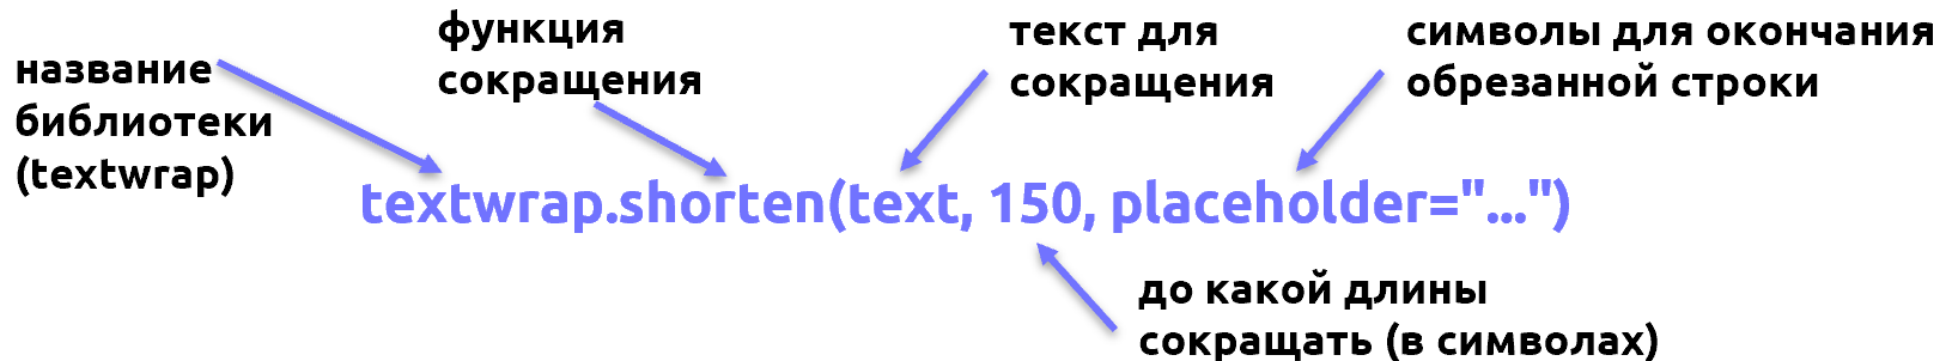 название
библиотеки
(textwrap)
функция
сокращения
текст для
сокращения
символы для окончания
обрезанной строки
textwrap.shorten(text, 150, placeholder="...")
до какой длины
сокращать (в символах)